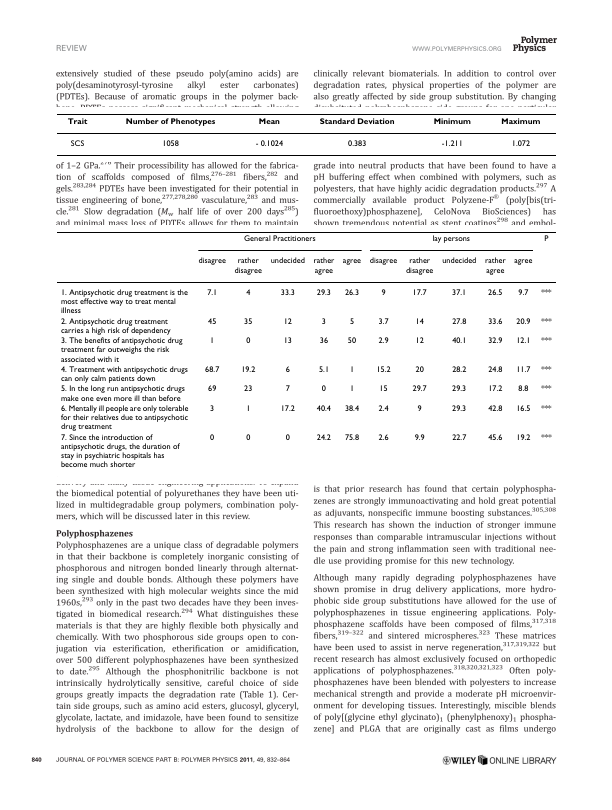 REVIEW
WWW.POLYMERPHYSICS.ORG
Polymer
Physics
extensively studied of these pseudo poly(amino acids) are
poly(desaminotyrosyl-tyrosine alkyl ester carbonates)
(PDTEs). Because of aromatic groups in the polymer back-
clinically relevant biomaterials. In addition to control over
degradation rates, physical properties of the polymer are
also greatly affected by side group substitution. By changing
Trait Number of Phenotypes Mean Standard Deviation Minimum Maximum
SCS 1058 - 0.1024 0.383 -1.211 1.072
of 1–2 GPa. Their processibility has allowed for the fabrica-
tion of scaffolds composed of films,276–281 fibers,282 and
gels.283,284 PDTEs have been investigated for their potential in
tissue engineering of bone,277,278,280 vasculature,283 and mus-
cle.281 Slow degradation (Mw half life of over 200 days285)
and minimal mass loss of PDTEs allows for them to maintain
grade into neutral products that have been found to have a
pH buffering effect when combined with polymers, such as
polyesters, that have highly acidic degradation products.297 A
commercially available product Polyzene-F® (poly[bis(tri-
fluoroethoxy)phosphazene], CeloNova BioSciences) has
shown tremendous potential as stent coatings298 and embol-
General Practitioners lay persons P
disagree rather disagree undecided rather agree agree disagree rather disagree undecided rather agree agree
1. Antipsychotic drug treatment is the 7.1 4 33.3 29.3 26.3 9 17.7 37.1 26.5 9.7 ***
most effective way to treat mental
illness
2. Antipsychotic drug treatment 45 35 12 3 5 3.7 14 27.8 33.6 20.9 ***
carries a high risk of dependency
3. The benefits of antipsychotic drug 1 0 13 36 50 2.9 12 40.1 32.9 12.1 ***
treatment far outweighs the risk
associated with it
4. Treatment with antipsychotic drugs 68.7 19.2 6 5.1 1 15.2 20 28.2 24.8 11.7 ***
can only calm patients down
5. In the long run antipsychotic drugs 69 23 7 0 1 15 29.7 29.3 17.2 8.8 ***
make one even more ill than before
6. Mentally ill people are only tolerable 3 1 17.2 40.4 38.4 2.4 9 29.3 42.8 16.5 ***
for their relatives due to antipsychotic
drug treatment
7. Since the introduction of 0 0 0 24.2 75.8 2.6 9.9 22.7 45.6 19.2 ***
antipsychotic drugs, the duration of
stay in psychiatric hospitals has
become much shorter
the biomedical potential of polyurethanes they have been uti-
lized in multidegradable group polymers, combination poly-
mers, which will be discussed later in this review.
Polyphosphazenes
Polyphosphazenes are a unique class of degradable polymers
in that their backbone is completely inorganic consisting of
phosphorous and nitrogen bonded linearly through alternat-
ing single and double bonds. Although these polymers have
been synthesized with high molecular weights since the mid
1960s,293 only in the past two decades have they been inves-
tigated in biomedical research.294 What distinguishes these
materials is that they are highly flexible both physically and
chemically. With two phosphorous side groups open to con-
jugation via esterification, etherification or amidification,
over 500 different polyphosphazenes have been synthesized
to date.295 Although the phosphonitrilic backbone is not
intrinsically hydrolytically sensitive, careful choice of side
groups greatly impacts the degradation rate (Table 1). Cer-
tain side groups, such as amino acid esters, glucosyl, glyceryl,
glycolate, lactate, and imidazole, have been found to sensitize
hydrolysis of the backbone to allow for the design of
is that prior research has found that certain polyphospha-
zenes are strongly immunoactivating and hold great potential
as adjuvants, nonspecific immune boosting substances.305,308
This research has shown the induction of stronger immune
responses than comparable intramuscular injections without
the pain and strong inflammation seen with traditional nee-
dle use providing promise for this new technology.
Although many rapidly degrading polyphosphazenes have
shown promise in drug delivery applications, more hydro-
phobic side group substitutions have allowed for the use of
polyphosphazenes in tissue engineering applications. Poly-
phosphazene scaffolds have been composed of films,317,318
fibers,319–322 and sintered microspheres.323 These matrices
have been used to assist in nerve regeneration,317,319,322 but
recent research has almost exclusively focused on orthopedic
applications of polyphosphazenes.318,320,321,323 Often poly-
phosphazenes have been blended with polyesters to increase
mechanical strength and provide a moderate pH microenvir-
onment for developing tissues. Interestingly, miscible blends
of poly[(glycine ethyl glycinato)1 (phenylphenoxy)1 phospha-
zene] and PLGA that are originally cast as films undergo
840 JOURNAL OF POLYMER SCIENCE PART B: POLYMER PHYSICS 2011, 49, 832–864
WILEY ONLINE LIBRARY